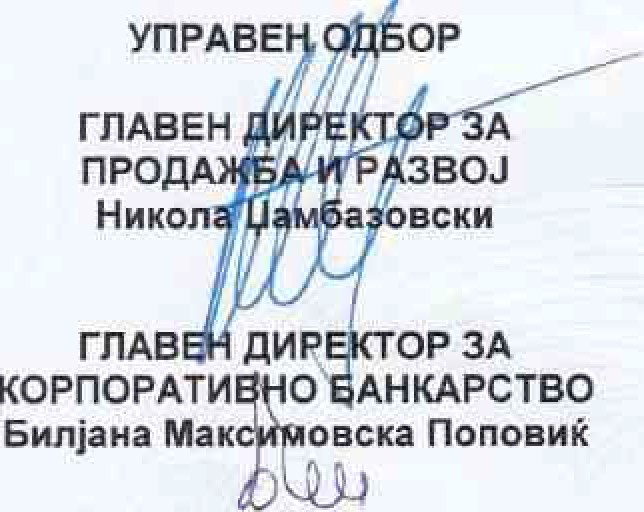 УПРАВЕН ОДБОР
ГЛАВЕН ДИРЕКТОР ЗА
ПРОДАЖБА И РАЗВОЈ
Никола Џамбазовски
ГЛАВЕН ДИРЕКТОР ЗА
КОРПОРАТИВНО БАНКАРСТВО
Билјана Максимовска Поповиќ